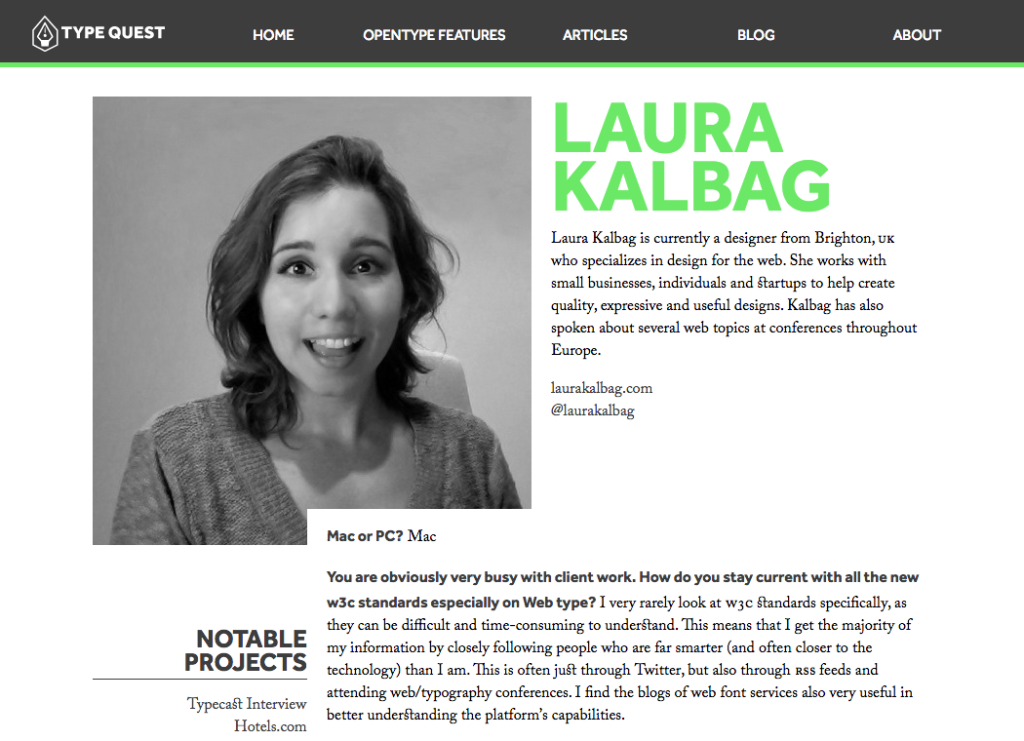 TYPE QUEST
HOME
OPENTYPE FEATURES
ARTICLES
BLOG
ABOUT
LAURA
KALBAG
Laura Kalbag is currently a designer from Brighton, UK
who specializes in design for the web. She works with
small businesses, individuals and startups to help create
quality, expressive and useful designs. Kalbag has also
spoken about several web topics at conferences throughout
Europe.
laurakalbag.com
@laurakalbag
Mac or PC? Mac
You are obviously very busy with client work. How do you stay current with all the new
w3c standards especially on Web type? I very rarely look at W3C standards specifically, as
they can be difficult and time-consuming to understand. This means that I get the majority of
my information by closely following people who are far smarter (and often closer to the
technology) than I am. This is often just through Twitter, but also through RSS feeds and
attending web/typography conferences. I find the blogs of web font services also very useful in
better understanding the platform's capabilities.
NOTABLE
PROJECTS
Typecast Interview
Hotels.com